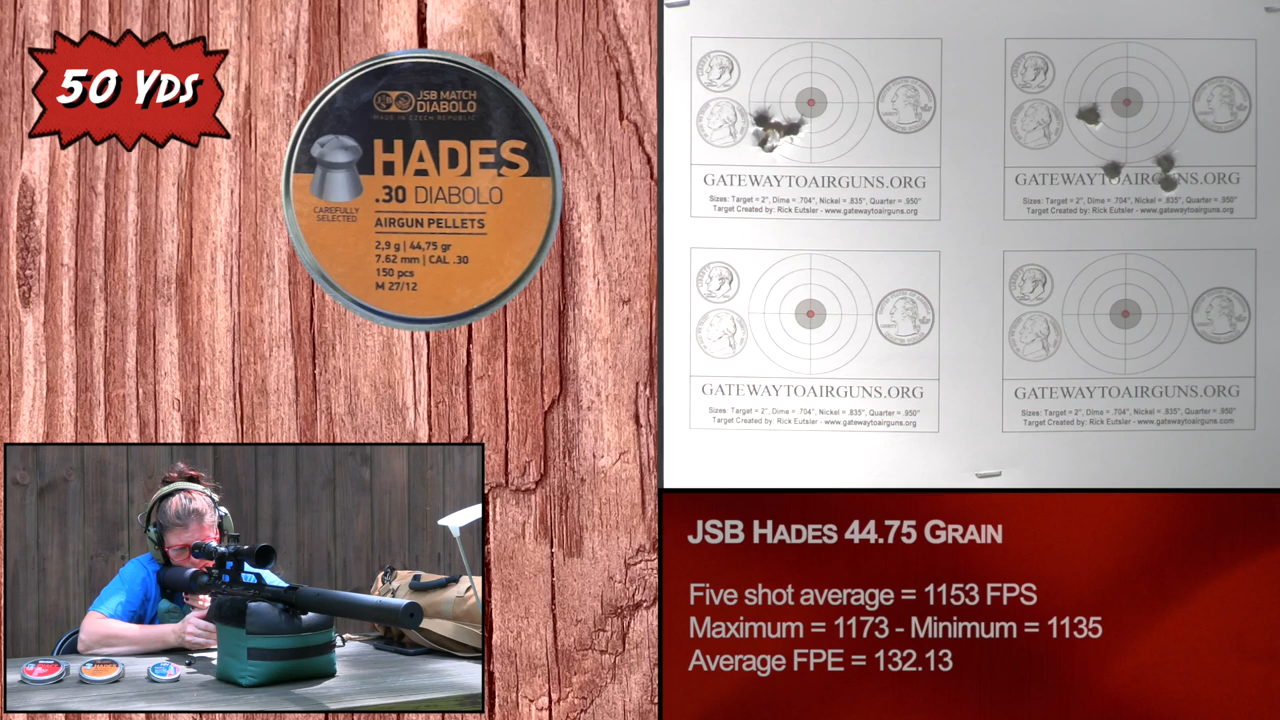 50 YDS
JSB MATCH
DIABOLO
MADE IN CZECH REPUBLIC
HADES
.30 DIABOLO
CAREFULLY
SELECTED
AIRGUN PELLETS
2,9 g | 44,75 gr
7.62 mm | CAL .30
150 pcs
M 27/12
GATEWAYTOAIRGUNS.ORG
Sizes: Target = 2", Dime = .704", Nickel = .835", Quarter = .950"
Target Created by: Rick Eutsler - www.gatewaytoairguns.org
GATEWAYTOAIRGUNS.ORG
Sizes: Target = 2", Dime = .704", Nickel = .835", Quarter = .950"
Target Created by: Rick Eutsler - www.gatewaytoairguns.org
GATEWAYTOAIRGUNS.ORG
Sizes: Target = 2", Dime = .704", Nickel = .835", Quarter = .950"
Target Created by: Rick Eutsler - www.gatewaytoairguns.org
GATEWAYTOAIRGUNS.ORG
Sizes: Target = 2", Dime = .704", Nickel = .835", Quarter = .950"
Target Created by: Rick Eutsler - www.gatewaytoairguns.com
JSB HADES 44.75 GRAIN
Five shot average = 1153 FPS
Maximum = 1173 - Minimum = 1135
Average FPE = 132.13